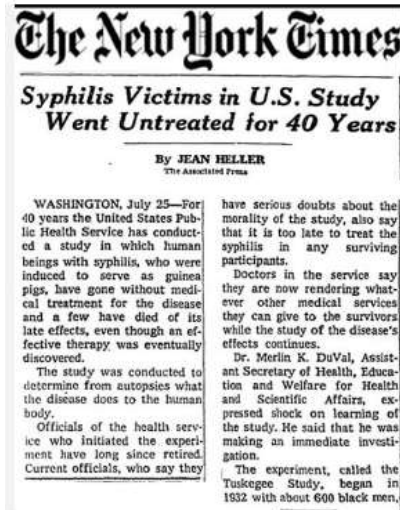 The New York Times
Syphilis Victims in U.S. Study
Went Untreated for 40 Years
By JEAN HELLER
The Associated Press
WASHINGTON, July 25—For
40 years the United States Pub-
lic Health Service has conduct-
ed a study in which human
beings with syphilis, who were
induced to serve as guinea
pigs, have gone without medi-
cal treatment for the disease
and a few have died of its
late effects, even though an ef-
fective therapy was eventually
discovered.
The study was conducted to
determine from autopsies what
the disease does to the human
body.
Officials of the health serv-
ice who initiated the experi-
ment have long since retired.
Current officials, who say they
have serious doubts about the
morality of the study, also say
that it is too late to treat the
syphilis in any surviving
participants.
Doctors in the service say
they are now rendering what-
ever other medical services
they can give to the survivors
while the study of the disease's
effects continues.
Dr. Merlin K. DuVal, Assist-
ant Secretary of Health, Educa-
tion and Welfare for Health
and Scientific Affairs, ex-
pressed shock on learning of
the study. He said that he was
making an immediate investi-
gation.
The experiment, called the
Tuskegee Study, began in
1932 with about 600 black men,